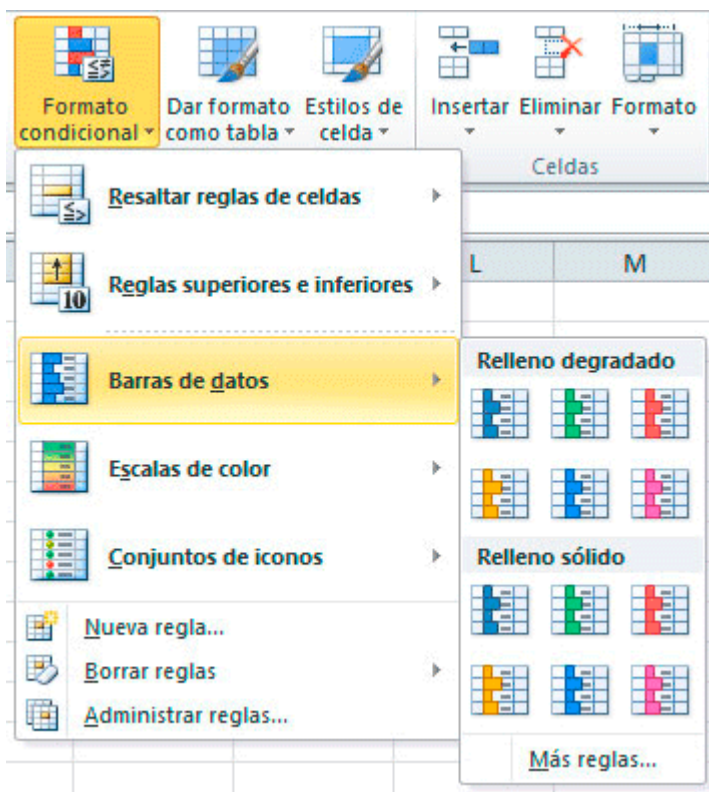 Formato condicional
Dar formato como tabla
Estilos de celda
Insertar Eliminar Formato
Celdas
Resaltar reglas de celdas
10
Reglas superiores e inferiores
L M
Barras de datos
Relleno degradado
Escalas de color
Conjuntos de iconos
Relleno sólido
Nueva regla...
Borrar reglas
Administrar reglas...
Más reglas...